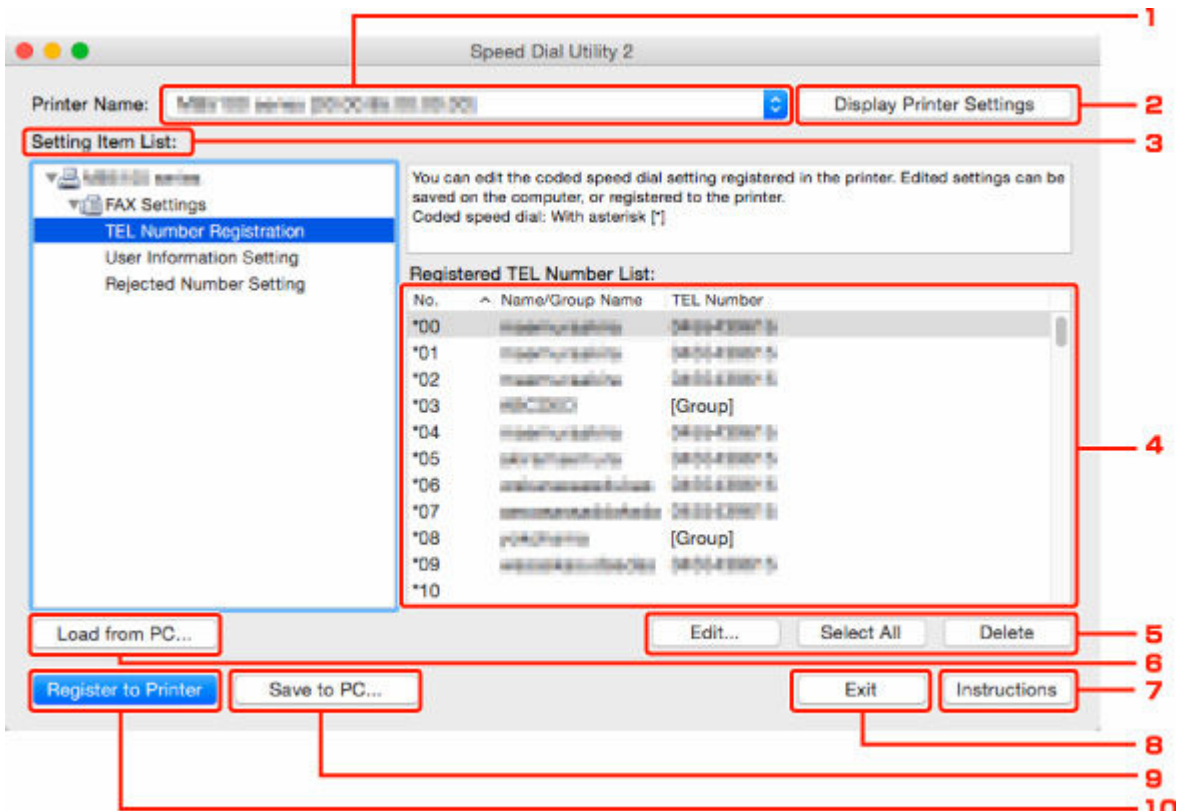 1
Speed Dial Utility 2
Printer Name:
Display Printer Settings
2
Setting Item List:
3
FAX Settings
TEL Number Registration
User Information Setting
Rejected Number Setting
You can edit the coded speed dial setting registered in the printer. Edited settings can be
saved on the computer, or registered to the printer.
Coded speed dial: With asterisk [*]
Registered TEL Number List:
No. Name/Group Name TEL Number
*00
*01
*02
*03 [Group]
*04
*05
*06
*07
*08 [Group]
*09
*10
4
Load from PC...
Edit... Select All Delete
5
6
Register to Printer Save to PC... Exit Instructions
7
8
9
10